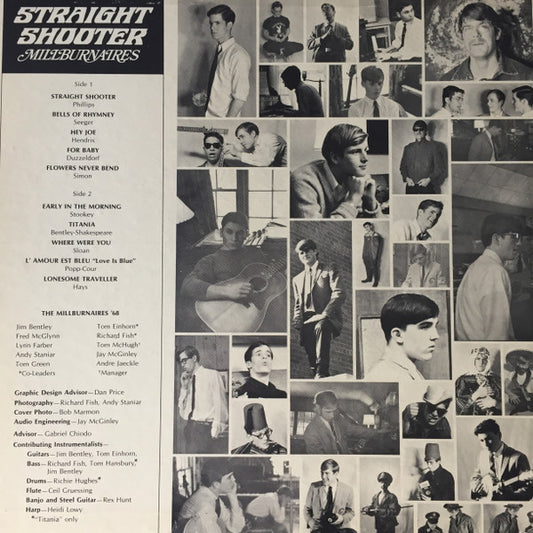 STRAIGHT
SHOOTER
MILLBURNAIRES
Side 1
STRAIGHT SHOOTER
Phillips
BELLS OF RHYMNEY
Seeger
HEY JOE
Hendrix
FOR BABY
Duzzeldorf
FLOWERS NEVER BEND
Simon
Side 2
EARLY IN THE MORNING
Stookey
TITANIA
Bentley-Shakespeare
WHERE WERE YOU
Sloan
L' AMOUR EST BLEU "Love Is Blue"
Popp-Cour
LONESOME TRAVELLER
Hays
THE MILLBURNAIRES '68
Jim Bentley Tom Einhorn*
Fred McGlynn Richard Fish*
Lynn Farber Tom McHugh†
Andy Staniar Jay McGinley
Tom Green Andre Jaeckle
*Co-Leaders †Manager
Graphic Design Advisor—Dan Price
Photography—Richard Fish, Andy Staniar
Cover Photo—Bob Marmon
Audio Engineering—Jay McGinley
Advisor—Gabriel Chiodo
Contributing Instrumentalists—
Guitars—Jim Bentley, Tom Einhorn,
Bass—Richard Fish, Tom Hansbury,*
Jim Bentley
Drums—Richie Hughes*
Flute—Ceil Gruessing
Banjo and Steel Guitar—Rex Hunt
Harp—Heidi Lowy
*"Titania" only